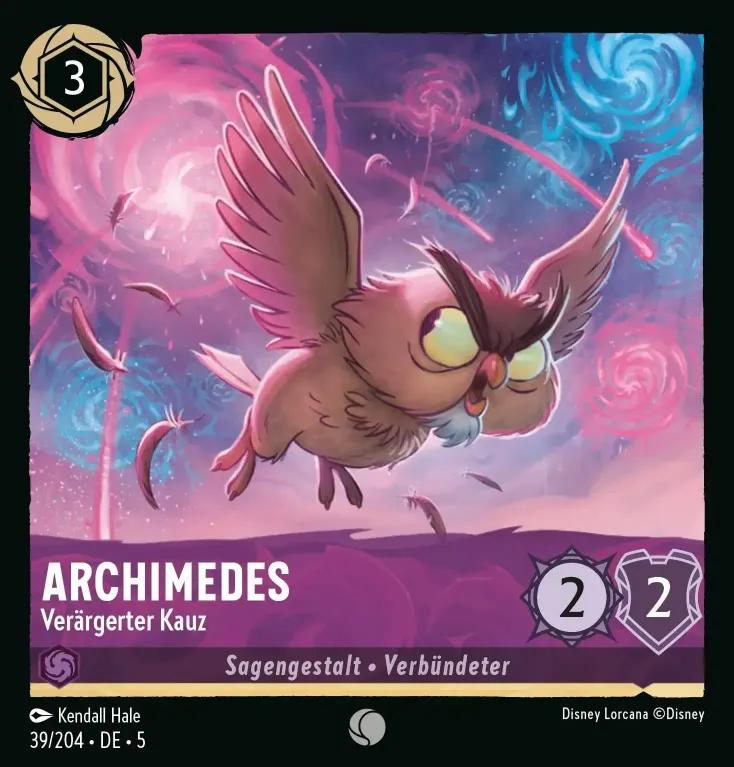 3
ARCHIMEDES
Verärgerter Kauz
2 2
Sagengestalt • Verbündeter
Kendall Hale
Disney Lorcana ©Disney
39/204 • DE • 5